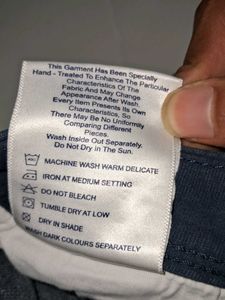 This Garment Has Been Specially
Hand - Treated To Enhance The Particular
Characteristics Of The
Fabric And May Change
Appearance After Wash
Every Item Presents Its Own
Characteristic, So
There May Be No Uniformity
Comparing Different
Pieces.
Wash Inside Out Separately.
Do Not Dry In The Sun.
MACHINE WASH WARM DELICATE
IRON AT MEDIUM SETTING
DO NOT BLEACH
TUMBLE DRY AT LOW
DRY IN SHADE
WASH DARK COLOURS SEPARATELY